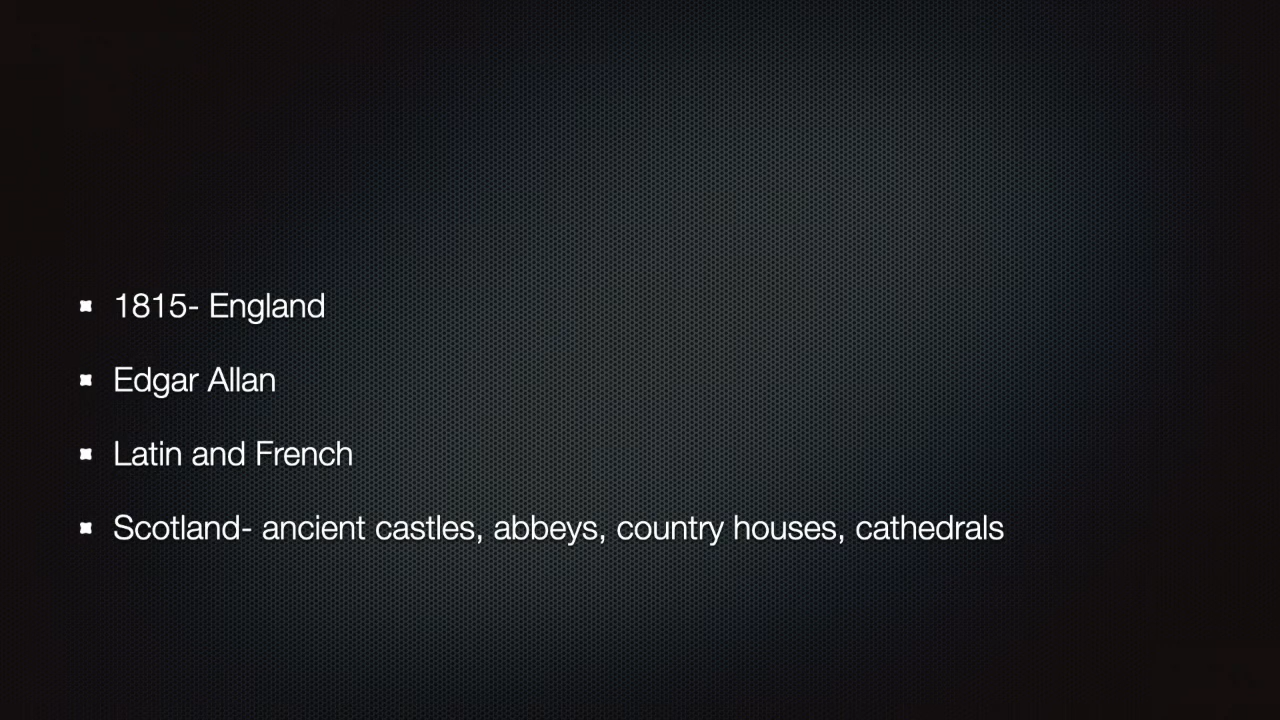 1815- England
Edgar Allan
Latin and French
Scotland- ancient castles, abbeys, country houses, cathedrals